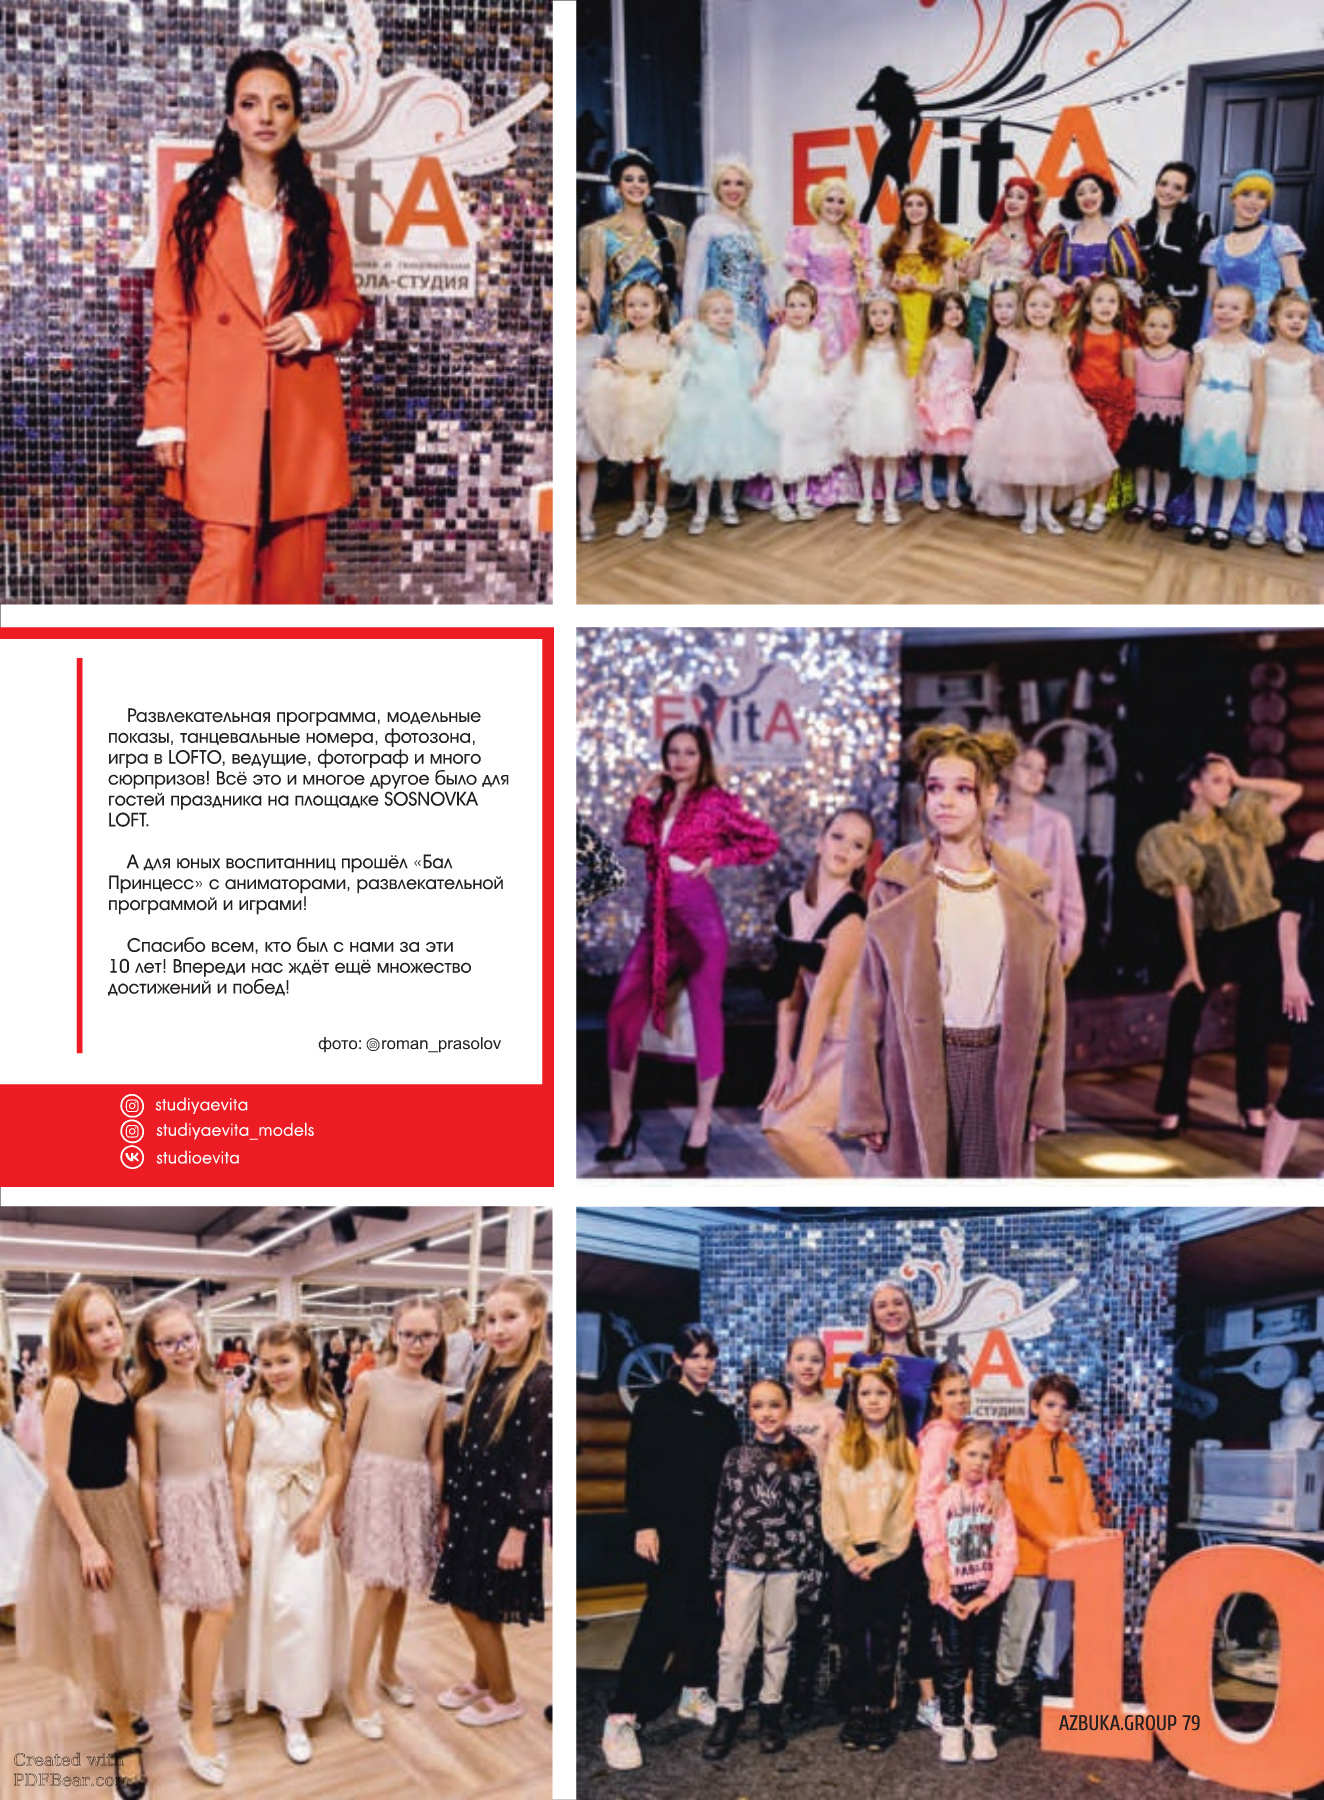 EVitA
ОЛА-СТУДИЯ
EVitA
Развлекательная программа, модельные
показы, танцевальные номера, фотозона,
игра в LOFTO, ведущие, фотограф и много
сюрпризов! Всё это и многое другое было для
гостей праздника на площадке SOSNOVKA
LOFT.
А для юных воспитанниц прошёл «Бал
Принцесс» с аниматорами, развлекательной
программой и играми!
Спасибо всем, кто был с нами за эти
10 лет! Впереди нас ждёт ещё множество
достижений и побед!
фото: @roman_prasolov
studiyaevita
studiyaevita_models
studioevita
EVitA
E itA
-СТУДИЯ
10
AZBUKA.GROUP 79
Created with
PDFBear.com